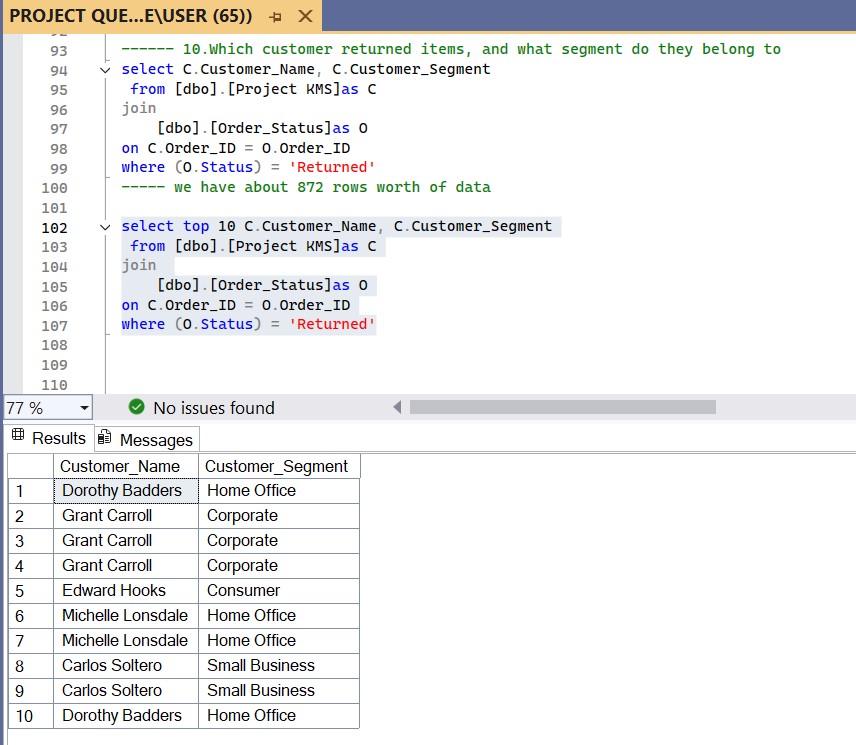 PROJECT QUE...E\USER (65))
93 ------ 10.Which customer returned items, and what segment do they belong to
94 select C.Customer_Name, C.Customer_Segment
95 from [dbo].[Project KMS]as C
96 join
97 [dbo].[Order_Status]as O
98 on C.Order_ID = O.Order_ID
99 where (O.Status) = 'Returned'
100 ----- we have about 872 rows worth of data
101
102 select top 10 C.Customer_Name, C.Customer_Segment
103 from [dbo].[Project KMS]as C
104 join
105 [dbo].[Order_Status]as O
106 on C.Order_ID = O.Order_ID
107 where (O.Status) = 'Returned'
108
109
110
77 % No issues found
Results Messages
Customer_Name Customer_Segment
1 Dorothy Badders Home Office
2 Grant Carroll Corporate
3 Grant Carroll Corporate
4 Grant Carroll Corporate
5 Edward Hooks Consumer
6 Michelle Lonsdale Home Office
7 Michelle Lonsdale Home Office
8 Carlos Soltero Small Business
9 Carlos Soltero Small Business
10 Dorothy Badders Home Office